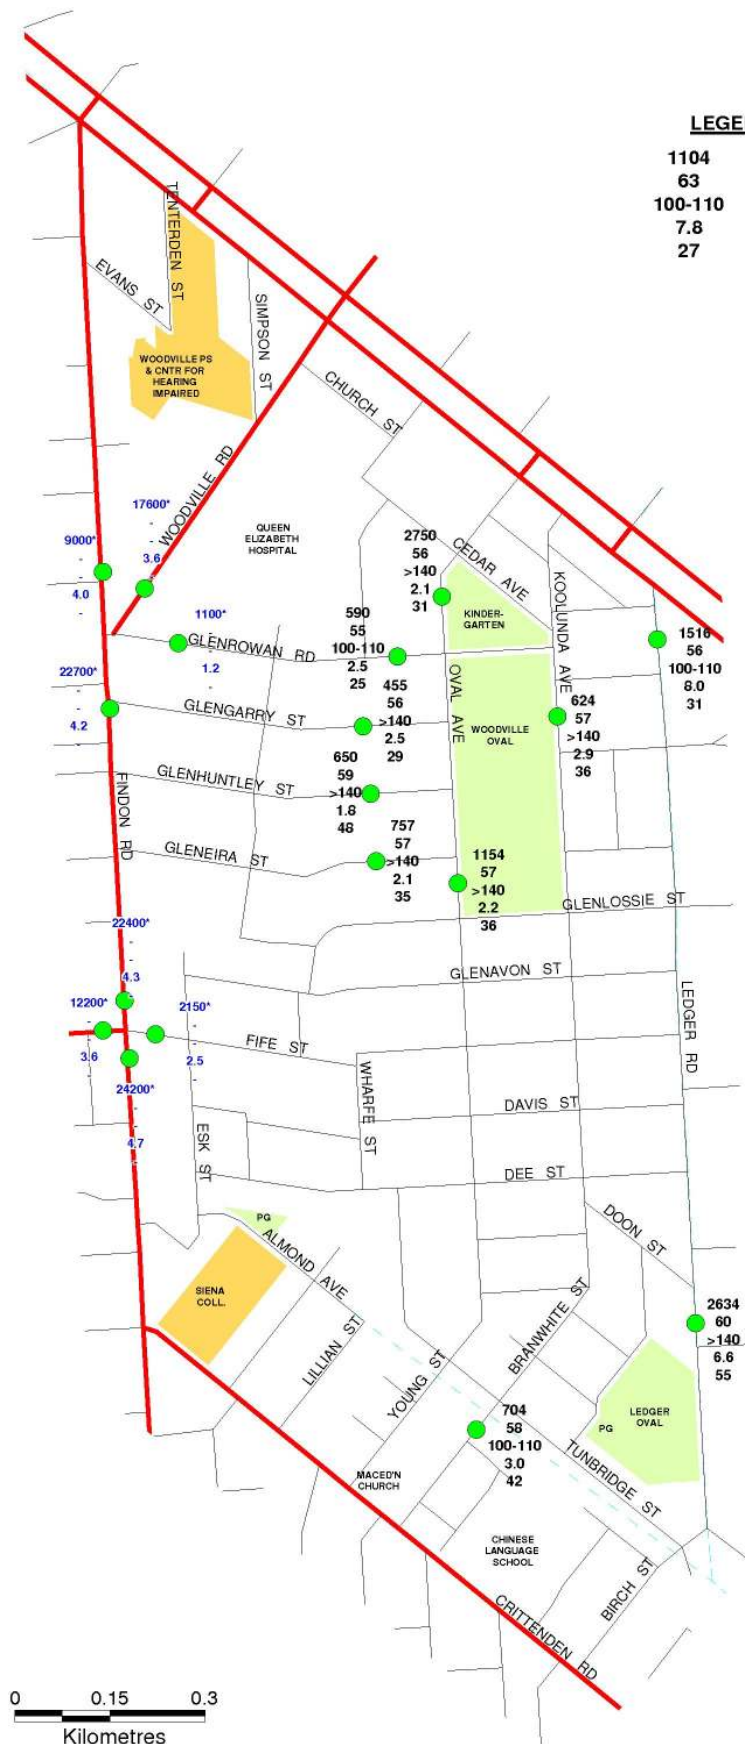 LEGE
1104
63
100-110
7.8
27
TENTERDEN ST
EVANS ST
SIMPSON ST
WOODVILLE PS
& CNTR FOR
HEARING
IMPAIRED
CHURCH ST
WOODVILLE RD
17600*
-
-
3.6
-
9000*
-
-
4.0
-
QUEEN
ELIZABETH
HOSPITAL
2750
56
>140
2.1
31
CEDAR AVE
KOOLUNDA AVE
KINDER-
GARTEN
590
55
100-110
2.5
25
1100*
-
-
1.2
-
GLENROWAN RD
1516
56
100-110
8.0
31
22700*
-
-
4.2
-
GLENGARRY ST
455
56
>140
2.5
29
OVAL AVE
WOODVILLE
OVAL
624
57
>140
2.9
36
FINDON RD
GLENHUNTLEY ST
650
59
>140
1.8
48
GLENEIRA ST
757
57
>140
2.1
35
1154
57
>140
2.2
36
GLENLOSSIE ST
22400*
-
-
4.3
-
GLENAVON ST
LEDGER RD
12200*
-
-
3.6
-
2150*
-
-
2.5
-
FIFE ST
24200*
-
-
4.7
-
WHARFE ST
DAVIS ST
ESK ST
DEE ST
PG
ALMOND AVE
DOON ST
SIENA
COLL.
LILLIAN ST
YOUNG ST
BRANWHITE ST
2634
60
>140
6.6
55
LEDGER
OVAL
PG
704
58
100-110
3.0
42
TUNBRIDGE ST
MACED'N
CHURCH
CHINESE
LANGUAGE
SCHOOL
BIRCH ST
CRITTENDEN RD
0 0.15 0.3
Kilometres